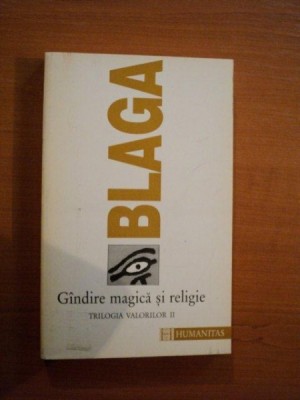 BLAGA
Gîndire magică și religie
TRILOGIA VALORILOR II
HUMANITAS